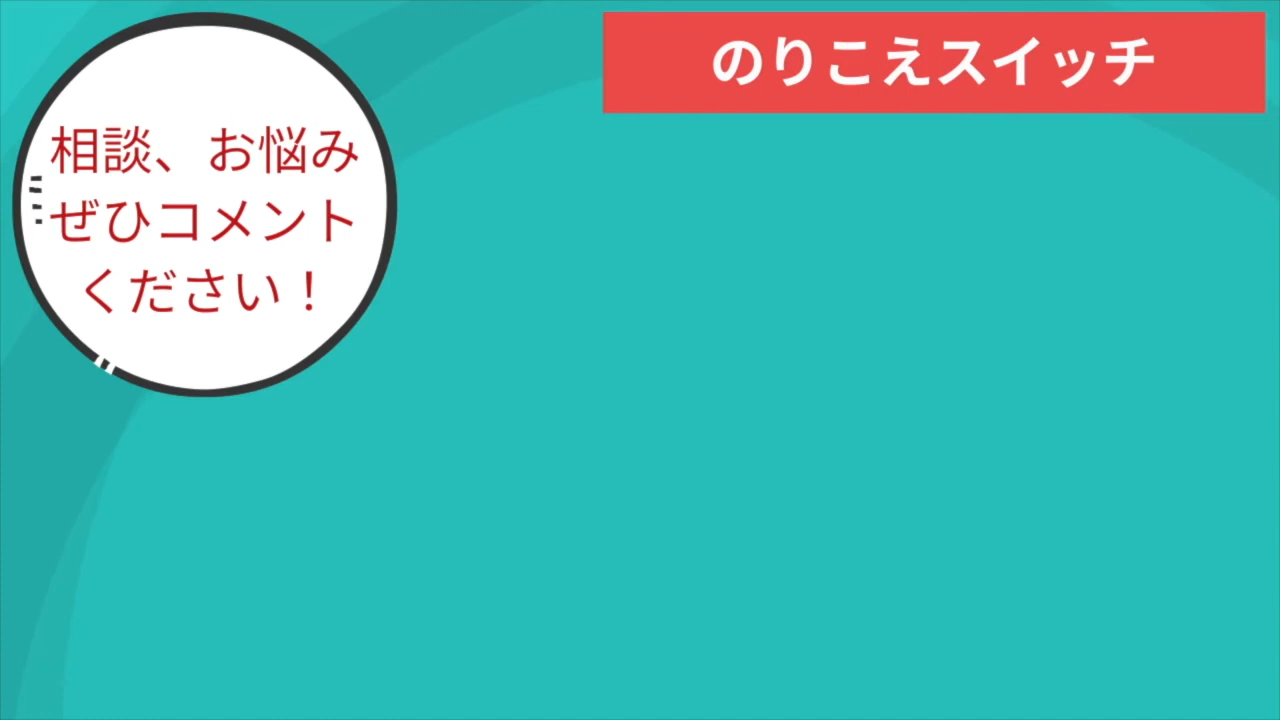 のりこえスイッチ
相談、お悩み
ぜひコメント
ください！